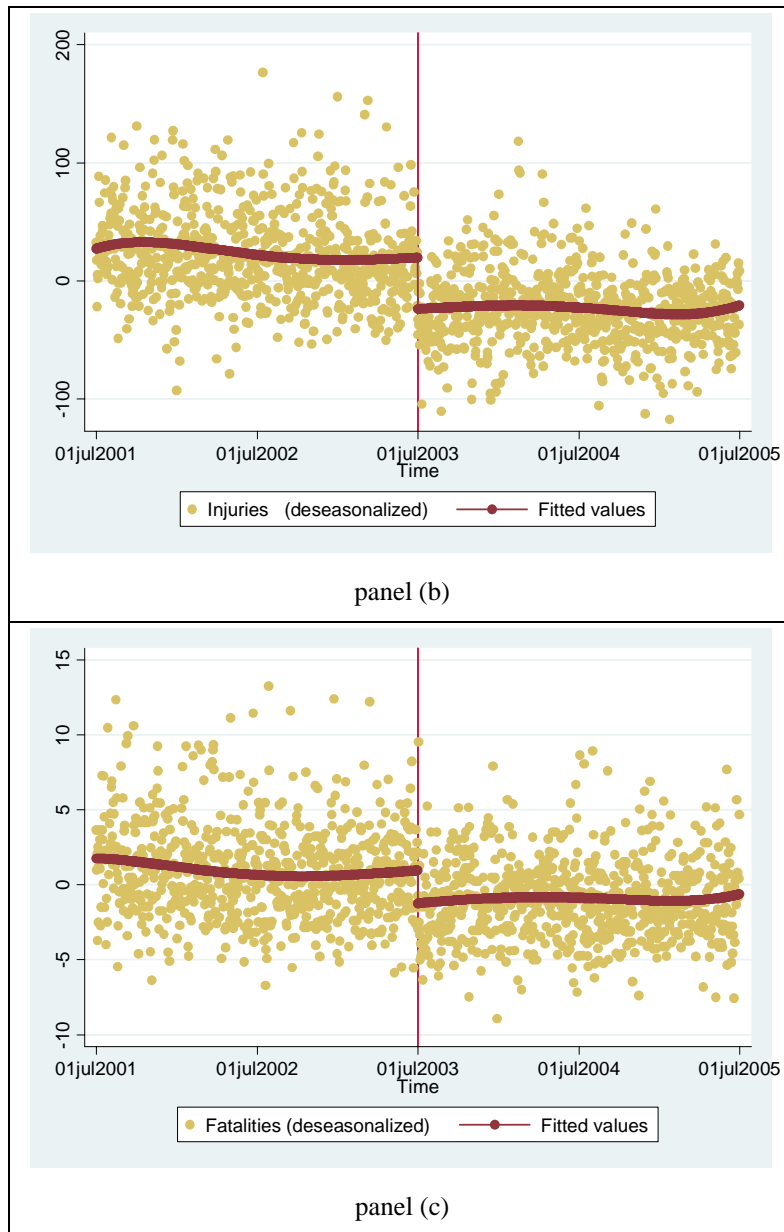 200
100
0
-100
01jul2001 01jul2002 01jul2003 01jul2004 01jul2005
Time
Injuries (deseasonalized) Fitted values
panel (b)
15
10
5
0
-5
-10
01jul2001 01jul2002 01jul2003 01jul2004 01jul2005
Time
Fatalities (deseasonalized) Fitted values
panel (c)